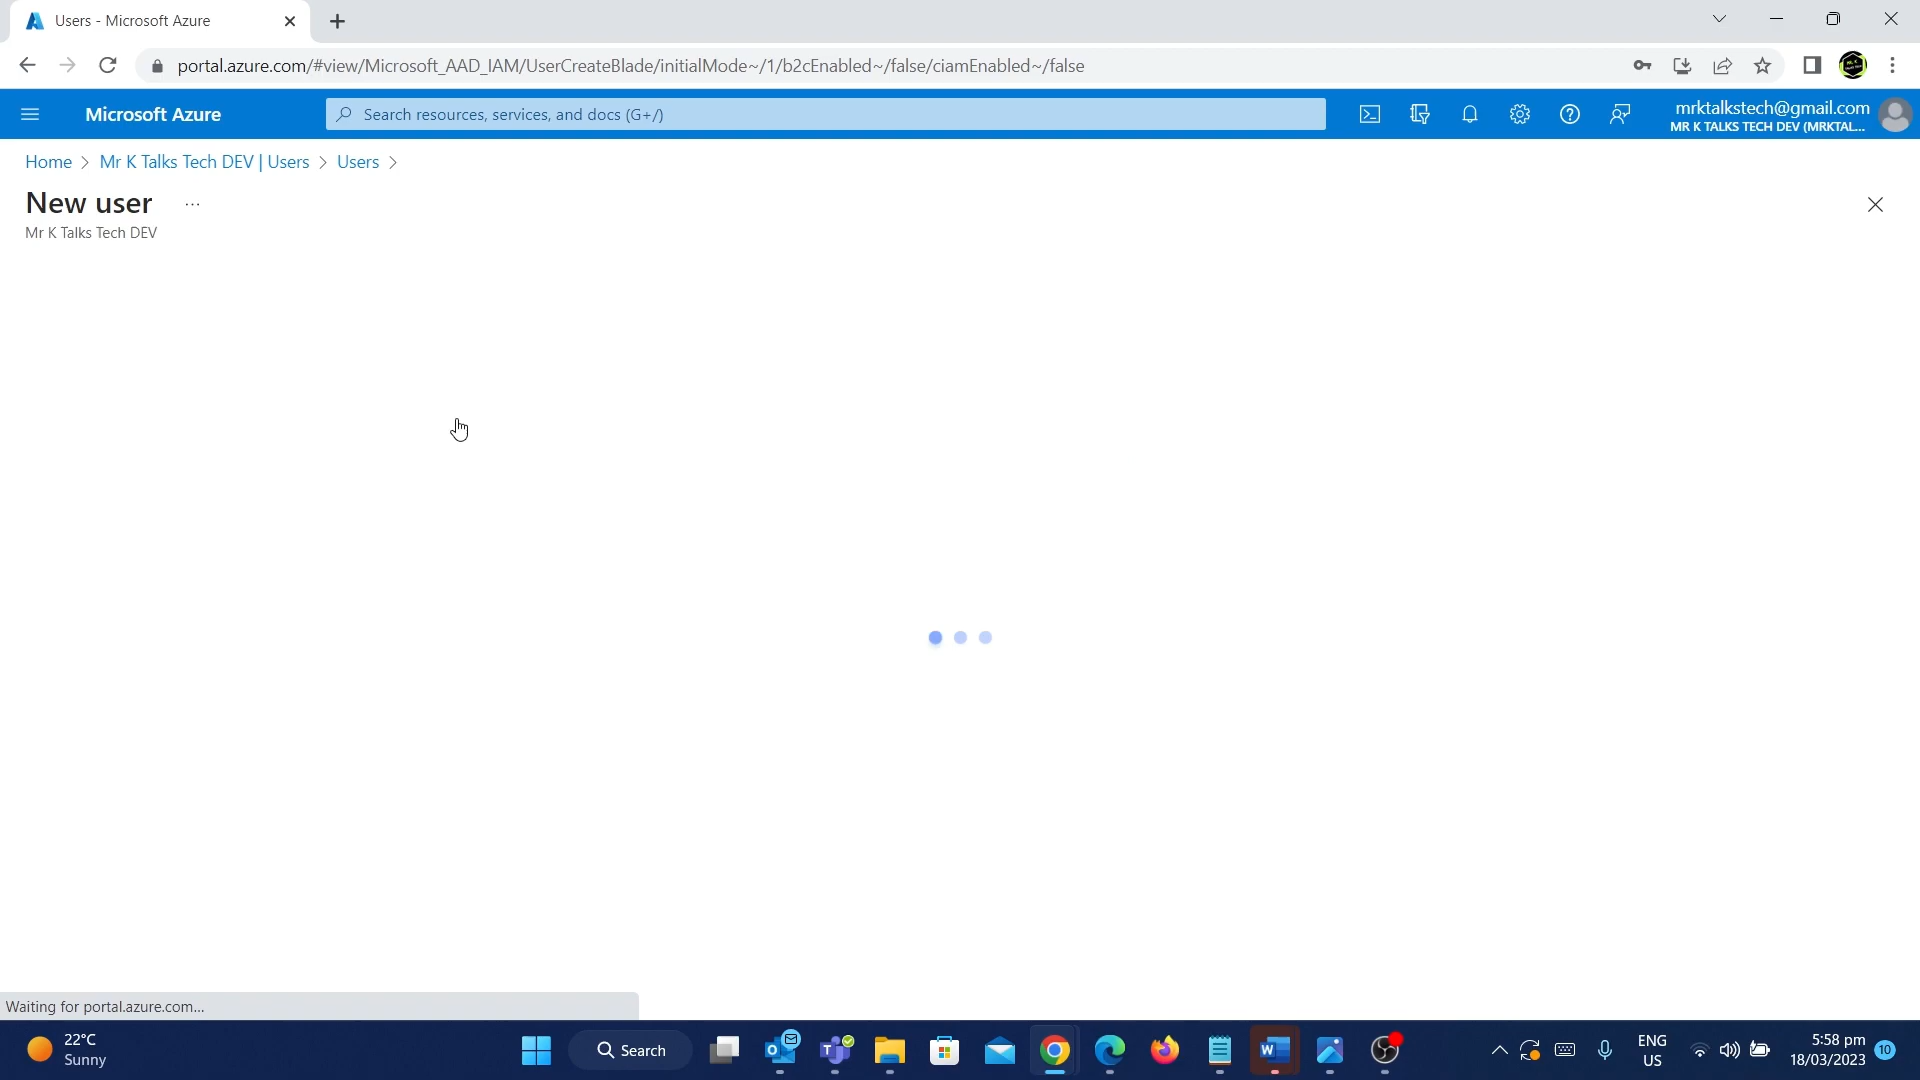 Users - Microsoft Azure
portal.azure.com/#view/Microsoft_AAD_IAM/UserCreateBlade/initialMode~/1/b2cEnabled~/false/ciamEnabled~/false
Microsoft Azure
Search resources, services, and docs (G+/)
mrktalkstech@gmail.com
MR K TALKS TECH DEV (MRKTAL...
Home > Mr K Talks Tech DEV | Users > Users >
New user ...
Mr K Talks Tech DEV
Waiting for portal.azure.com...
22°C
Sunny
Search
ENG
US
5:58 pm
18/03/2023
10